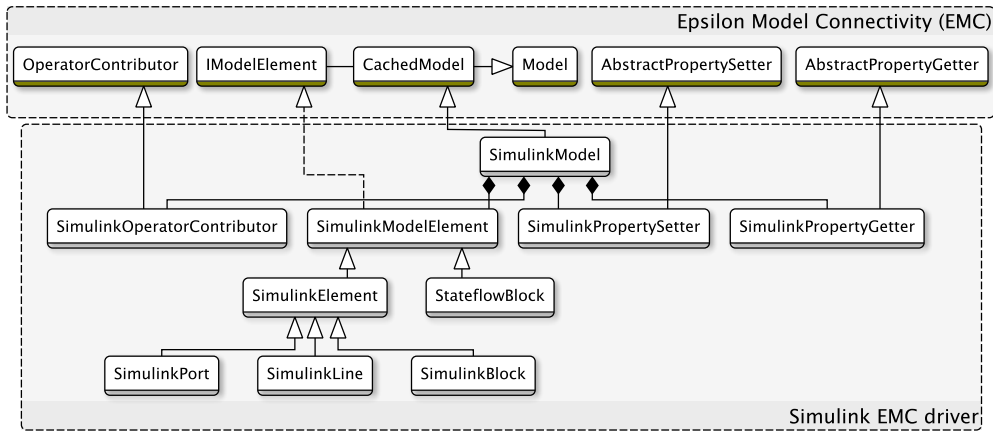 Epsilon Model Connectivity (EMC)
OperatorContributor
IModelElement
CachedModel
Model
AbstractPropertySetter
AbstractPropertyGetter
SimulinkModel
SimulinkOperatorContributor
SimulinkModelElement
SimulinkPropertySetter
SimulinkPropertyGetter
SimulinkElement
StateflowBlock
SimulinkPort
SimulinkLine
SimulinkBlock
Simulink EMC driver